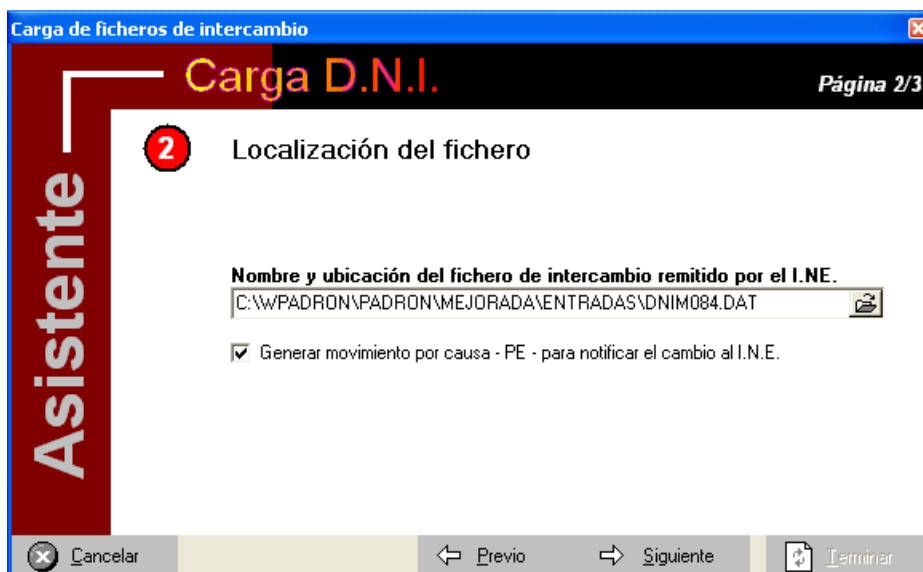 Carga de ficheros de intercambio
Carga D.N.I.
Página 2/3
Asistente
2
Localización del fichero
Nombre y ubicación del fichero de intercambio remitido por el I.NE.
C:\WPADRON\PADRON\MEJORADA\ENTRADAS\DNIM084.DAT
Generar movimiento por causa - PE - para notificar el cambio al I.N.E.
Cancelar
Previo
Siguiente
Terminar